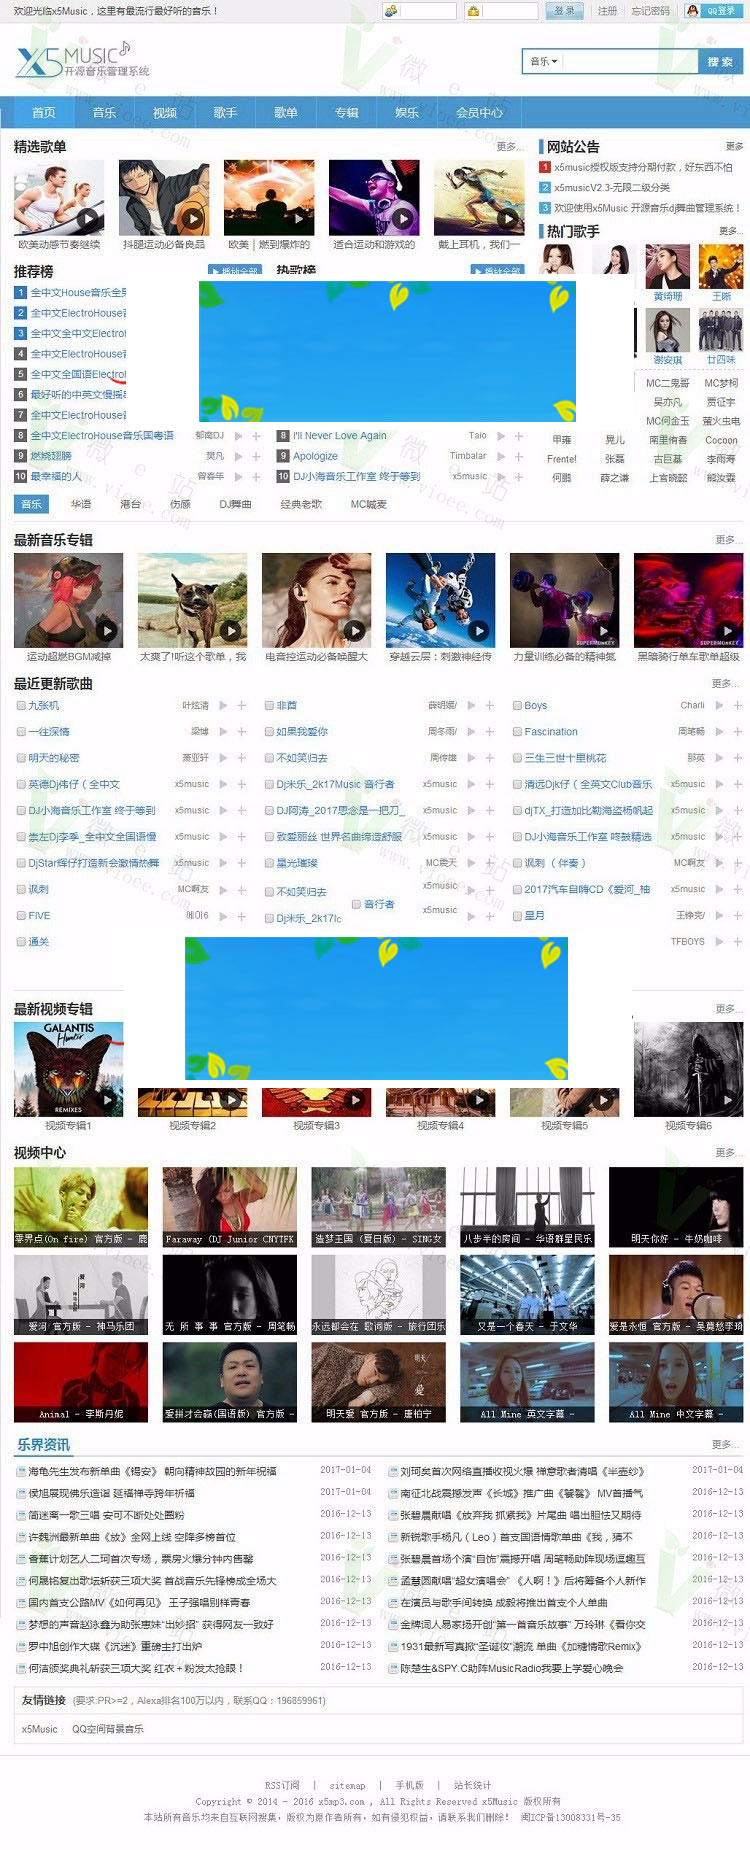 欢迎光临x5Music，这里有最流行最好听的音乐！
登 录 注册 忘记密码 QQ登录
X5 MUSIC
开源音乐管理系统
音乐 搜 索
首页 音乐 视频 歌手 歌单 专辑 娱乐 会员中心
精选歌单 更多...
欧美动感节奏继续 抖腿运动必备良品 欧美｜燃到爆炸的 适合运动和游戏的 戴上耳机，我们一
网站公告 更多
1 x5music授权版支持分期付款，好东西不怕
2 x5musicV2.3-无限二级分类
3 欢迎使用x5Music 开源音乐dj舞曲管理系统！
热门歌手 更多...
黄绮珊 王晰
谢安琪 廿四味
MC二鬼哥 MC梦柯
吴亦凡 贾征宇
MC何金玉 萤火虫电
甲雍 晃儿 南里侑香 Cocoon
Frente! 张磊 古巨基 李雨寿
何鹏 薛之谦 上官晓懿 熊汝霖
推荐榜 播放全部
1 全中文House音乐全男
2 全中文ElectroHouse音
3 全中文全中文Electrol
4 全中文ElectroHouse音
5 全中文全国语Electrol
6 最好听的中英文慢摇串
7 全中文ElectroHouse音
8 全中文ElectroHouse音乐国粤语 郁南DJ
9 燃烧翅膀 樊凡
10 最幸福的人 曾春年
热歌榜 播放全部
8 I'll Never Love Again Taio
9 Apologize Timbalar
10 DJ小海音乐工作室 终于等到 x5music
音乐 华语 港台 伤感 DJ舞曲 经典老歌 MC喊麦
最新音乐专辑 更多...
运动超燃BGM减掉 太爽了!听这个歌单，我 电音控运动必备唤醒大 穿越云层：刺激神经传 力量训练必备的精神氮 黑暗骑行单车歌单超级
最近更新歌曲 更多...
九张机 叶炫清 非酋 薛明媛/ Boys Charli
一往深情 梁博 如果我爱你 周冬雨/ Fascination 周笔畅
明天的秘密 萧亚轩 不如笑归去 周传雄 三生三世十里桃花 那英
英德Dj伟仔 ( 全中文 x5music Dj米乐_2k17Music 音行者 x5music 清远Djk仔 ( 全英文Club音乐 x5music
DJ小海音乐工作室 终于等到 x5music DJ阿涛_2017思念是一把刀_ x5music djTX_打造加比勒海盗杨帆起 x5music
崇左Dj李季_全中文全国语慢 x5music 致爱丽丝 世界名曲缔造舒服 x5music DJ小海音乐工作室 咚鼓精选 x5music
DjStar辉仔打造新会激情热舞 x5music 星光璀璨 MC震天 讽刺 （ 伴奏 ） MC啊友
讽刺 MC啊友 不如笑归去 x5music 2017汽车自嗨CD《爱河_柚 x5music
FIVE 에이6 Dj米乐_2k17Ic 音行者 x5music 星月 王铮亮/
通关 TFBOYS
最新视频专辑 更多...
GALANTIS
Hunter
REMIXES
视频专辑1 视频专辑2 视频专辑3 视频专辑4 视频专辑5 视频专辑6
视频中心 更多...
零界点(On fire) 官方版 - 鹿 Faraway (DJ Junior CNYTFK 造梦王国 (夏日版) - SING女 八步半的房间 - 华语群星民乐 明天你好 - 牛奶咖啡
爱河 官方版 - 神马乐团 无 所 事 事 官方版 - 周笔畅 永远都会在 歌词版 - 旅行团乐 又是一个春天 - 于文华 爱是永恒 官方版 - 吴莫愁李琦
Animal - 李斯丹妮 爱拼才会赢(国语版) 官方版 - 明天爱 官方版 - 唐柏宁 All Mine 英文字幕 - All Mine 中文字幕 -
乐界资讯 更多...
海龟先生发布新单曲《锡安》 朝向精神故园的新年祝福 2017-01-04 刘珂矣首次网络直播收视火爆 禅意歌者清唱《半壶纱》 2017-01-04
侯旭展现佛乐造诣 延福禅寺跨年祈福 2017-01-04 南征北战震撼发声《长城》推广曲《饕餮》 MV首播气 2016-12-13
简迷离一歌三唱 安可不断处处圈粉 2016-12-13 张碧晨献唱《放弃我 抓紧我》片尾曲 唱出胆怯又期待 2016-12-13
许魏洲最新单曲《放》全网上线 空降多榜首位 2016-12-13 新锐歌手杨凡（Leo）首支国语情歌单曲《我，猜不 2016-12-13
香蕉计划艺人二珂首次专场，票房火爆分钟内售罄 2016-12-13 张碧晨首场个演“自饰”震撼开唱 周笔畅助阵现场逗趣互 2016-12-13
何晟铭复出歌坛斩获三项大奖 首战音乐先锋榜成全场大 2016-12-13 孟慧圆献唱“超女演唱会” 《人啊！》后将筹备个人新作 2016-12-13
国内首支公路MV《如何再见》 王子强唱别样青春 2016-12-13 在演员与歌手间转换 成毅将推出首支个人单曲 2016-12-13
梦想的声音赵泳鑫为助张惠妹“出妙招” 获得网友一致好 2016-12-13 金牌词人易家扬开创“第一首音乐故事” 万玲琳《看你交 2016-12-13
罗中旭创作大碟《沉迷》重磅主打出炉 2016-12-13 1931最新写真掀“圣诞妆”潮流 单曲《加糖情歌Remix》 2016-12-13
何洁颁奖典礼斩获三项大奖 红衣＋粉发太抢眼！ 2016-12-13 陈楚生&SPY.C助阵MusicRadio我要上学爱心晚会 2016-12-13
友情链接 (要求:PR>=2，Alexa排名100万以内，联系QQ：196859961)
x5Music QQ空间背景音乐
RSS订阅 | sitemap | 手机版 | 站长统计
Copyright © 2014 - 2016 x5mp3.com , All Rights Reserved x5Music 版权所有
本站所有音乐均来自互联网搜集，版权为原作者所有，如有侵犯权益，请联系我们删除！ 闽ICP备13008331号-35